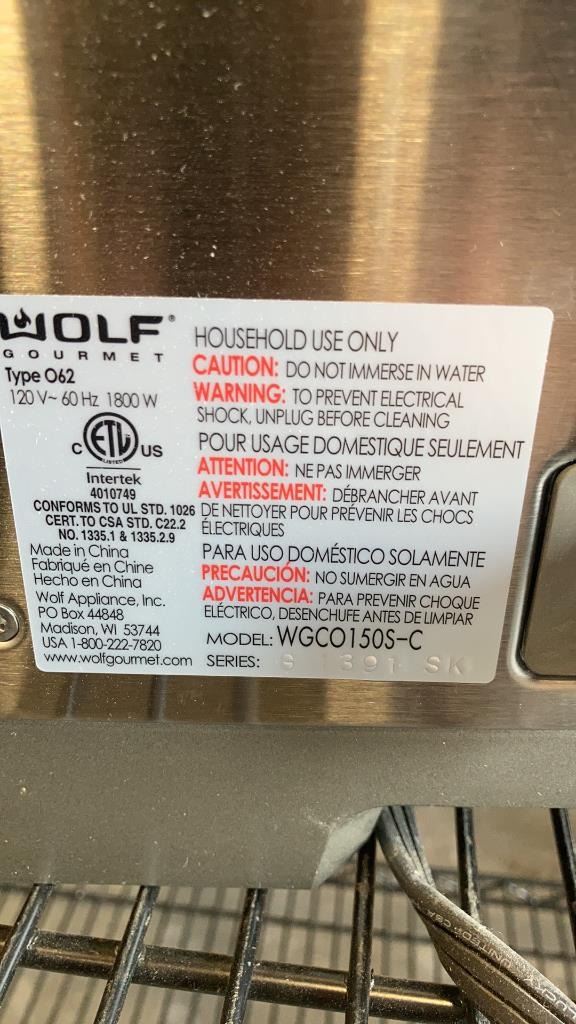 WOLF®
GOURMET
Type O62
120 V~ 60 Hz 1800 W
C ETL US
LISTED
Intertek
4010749
CONFORMS TO UL STD. 1026
CERT. TO CSA STD. C22.2
NO. 1335.1 & 1335.2.9
Made in China
Fabriqué en Chine
Hecho en China
Wolf Appliance, Inc.
PO Box 44848
Madison, WI 53744
USA 1-800-222-7820
www.wolfgourmet.com
HOUSEHOLD USE ONLY
CAUTION: DO NOT IMMERSE IN WATER
WARNING: TO PREVENT ELECTRICAL
SHOCK, UNPLUG BEFORE CLEANING
POUR USAGE DOMESTIQUE SEULEMENT
ATTENTION: NE PAS IMMERGER
AVERTISSEMENT: DÉBRANCHER AVANT
DE NETTOYER POUR PRÉVENIR LES CHOCS
ÉLECTRIQUES
PARA USO DOMÉSTICO SOLAMENTE
PRECAUCIÓN: NO SUMERGIR EN AGUA
ADVERTENCIA: PARA PREVENIR CHOQUE
ELÉCTRICO, DESENCHUFE ANTES DE LIMPIAR
MODEL: WGCO150S-C
SERIES: 1391 SK